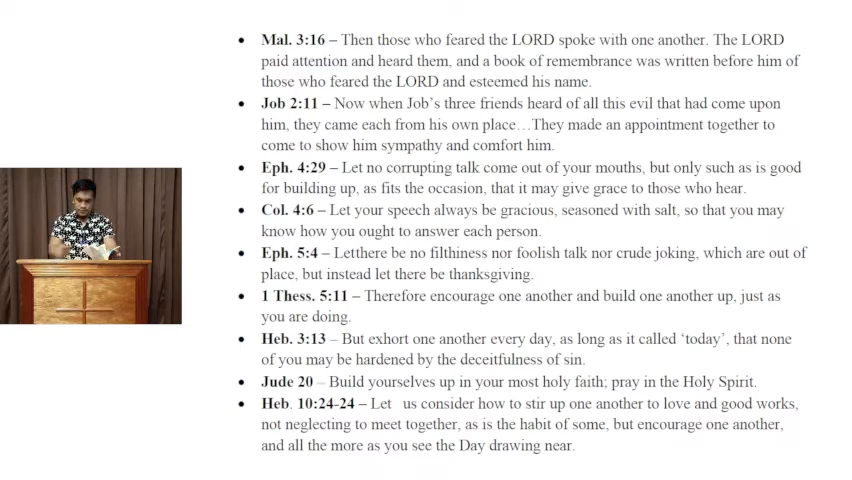 • Mal. 3:16 – Then those who feared the LORD spoke with one another. The LORD
paid attention and heard them, and a book of remembrance was written before him of
those who feared the LORD and esteemed his name.
• Job 2:11 – Now when Job's three friends heard of all this evil that had come upon
him, they came each from his own place…They made an appointment together to
come to show him sympathy and comfort him.
• Eph. 4:29 – Let no corrupting talk come out of your mouths, but only such as is good
for building up, as fits the occasion, that it may give grace to those who hear.
• Col. 4:6 – Let your speech always be gracious, seasoned with salt, so that you may
know how you ought to answer each person.
• Eph. 5:4 – Letthere be no filthiness nor foolish talk nor crude joking, which are out of
place, but instead let there be thanksgiving.
• 1 Thess. 5:11 – Therefore encourage one another and build one another up, just as
you are doing.
• Heb. 3:13 – But exhort one another every day, as long as it called 'today', that none
of you may be hardened by the deceitfulness of sin.
• Jude 20 – Build yourselves up in your most holy faith; pray in the Holy Spirit.
• Heb. 10:24-24 – Let us consider how to stir up one another to love and good works,
not neglecting to meet together, as is the habit of some, but encourage one another,
and all the more as you see the Day drawing near.